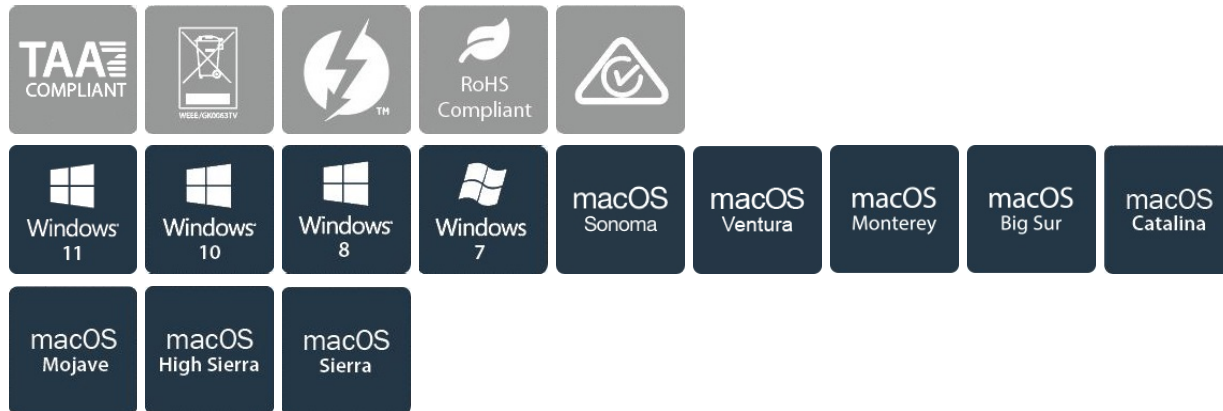 TAA
COMPLIANT
WEEE/GK0063TV
TM
RoHS
Compliant
Windows
11
Windows
10
Windows
8
Windows
7
macOS
Sonoma
macOS
Ventura
macOS
Monterey
macOS
Big Sur
macOS
Catalina
macOS
Mojave
macOS
High Sierra
macOS
Sierra